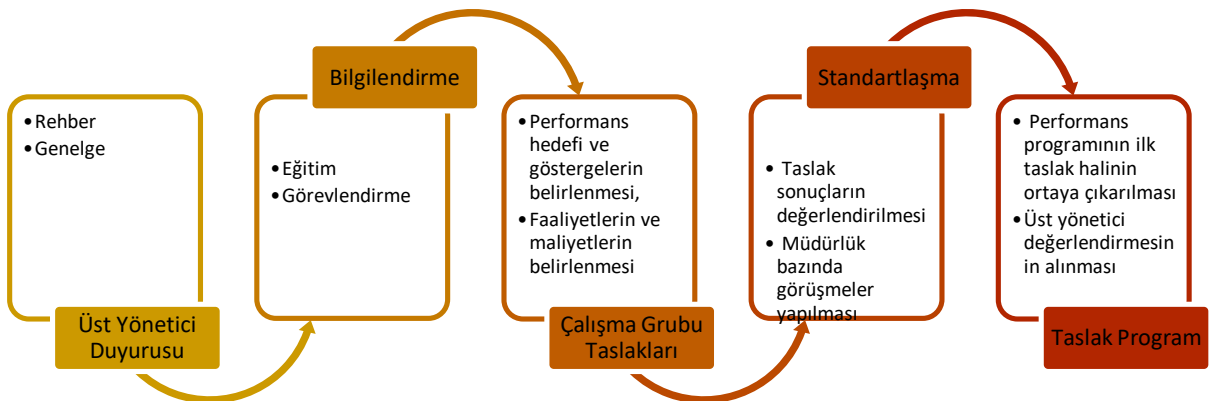 •Rehber
•Genelge
Üst Yönetici
Duyurusu
Bilgilendirme
•Eğitim
•Görevlendirme
•Performans
hedefi ve
göstergelerin
belirlenmesi,
•Faaliyetlerin ve
maliyetlerin
belirlenmesi
Çalışma Grubu
Taslakları
Standartlaşma
• Taslak
sonuçların
değerlendirilmesi
• Müdürlük
bazında
görüşmeler
yapılması
• Performans
programının ilk
taslak halinin
ortaya çıkarılması
•Üst yönetici
değerlendirmesin
in alınması
Taslak Program